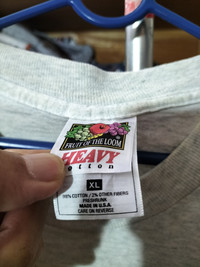 FRUIT OF THE LOOM
HEAVY
cotton
XL
98% COTTON / 2% OTHER FIBERS
PRESHRUNK
MADE IN U.S.A.
CARE ON REVERSE